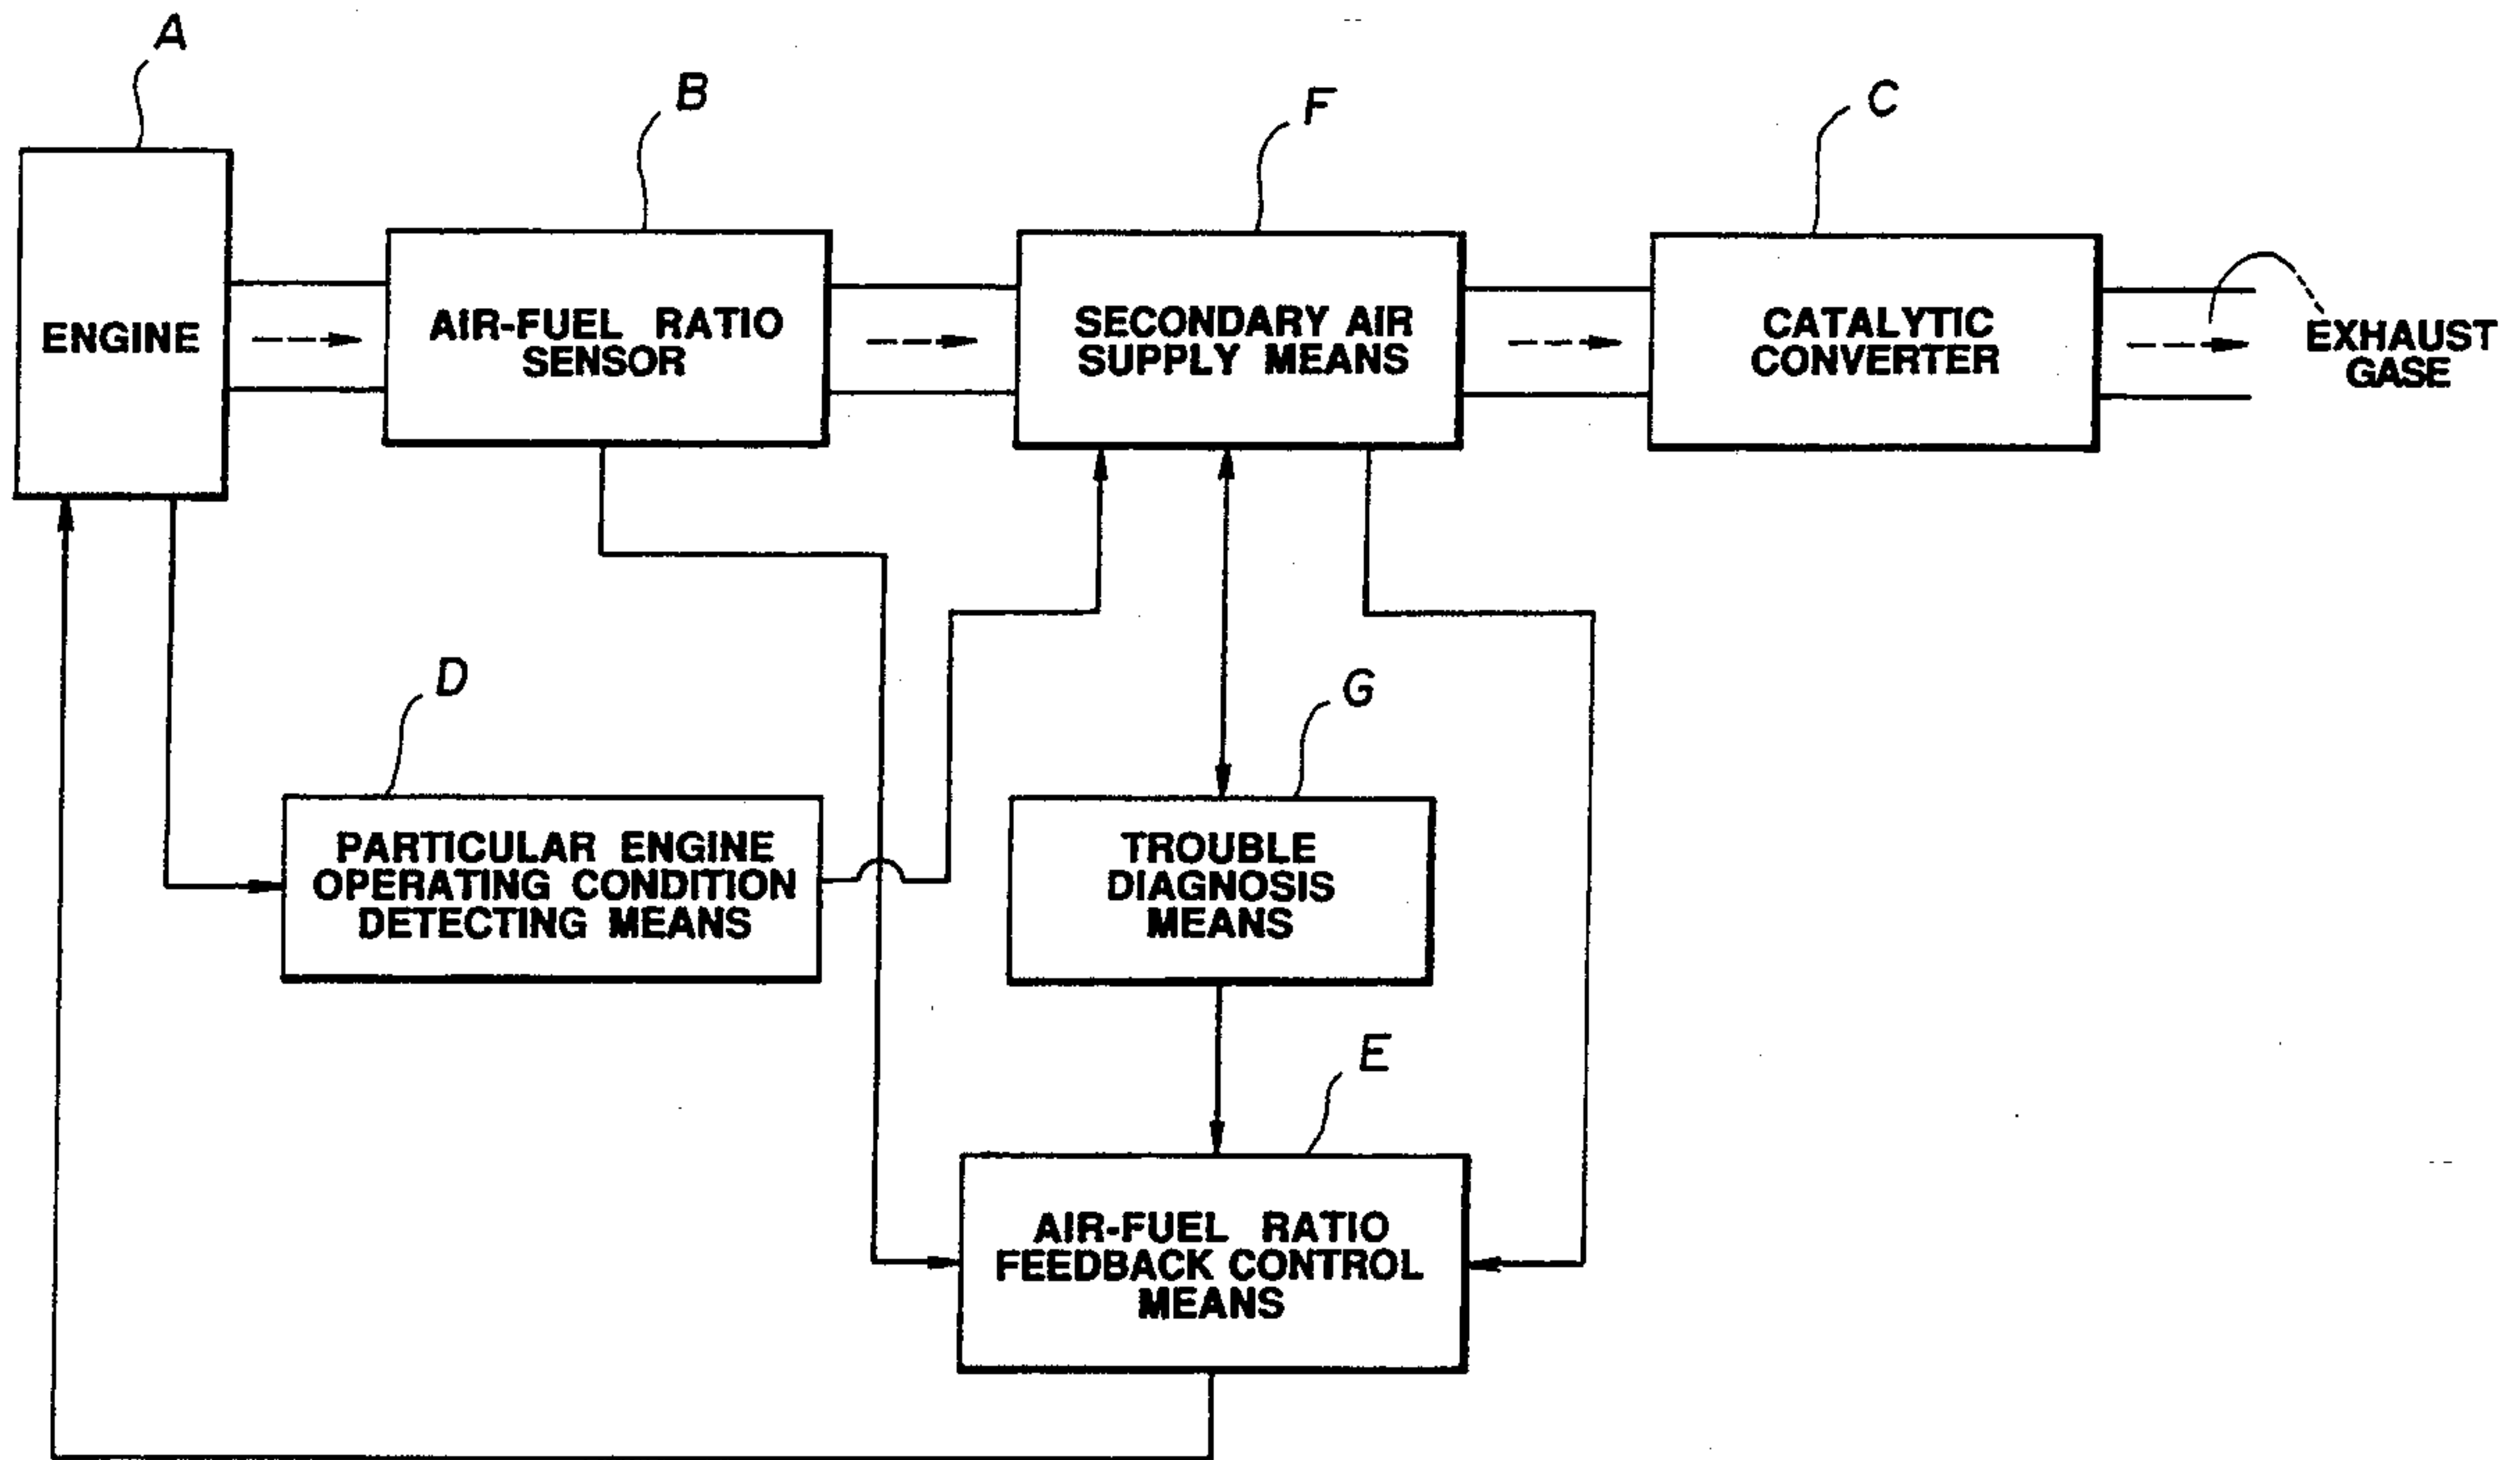 A
B
F
C
ENGINE
AIR-FUEL RATIO
SENSOR
SECONDARY AIR
SUPPLY MEANS
CATALYTIC
CONVERTER
EXHAUST
GASE
D
G
PARTICULAR ENGINE
OPERATING CONDITION
DETECTING MEANS
TROUBLE
DIAGNOSIS
MEANS
E
AIR-FUEL RATIO
FEEDBACK CONTROL
MEANS